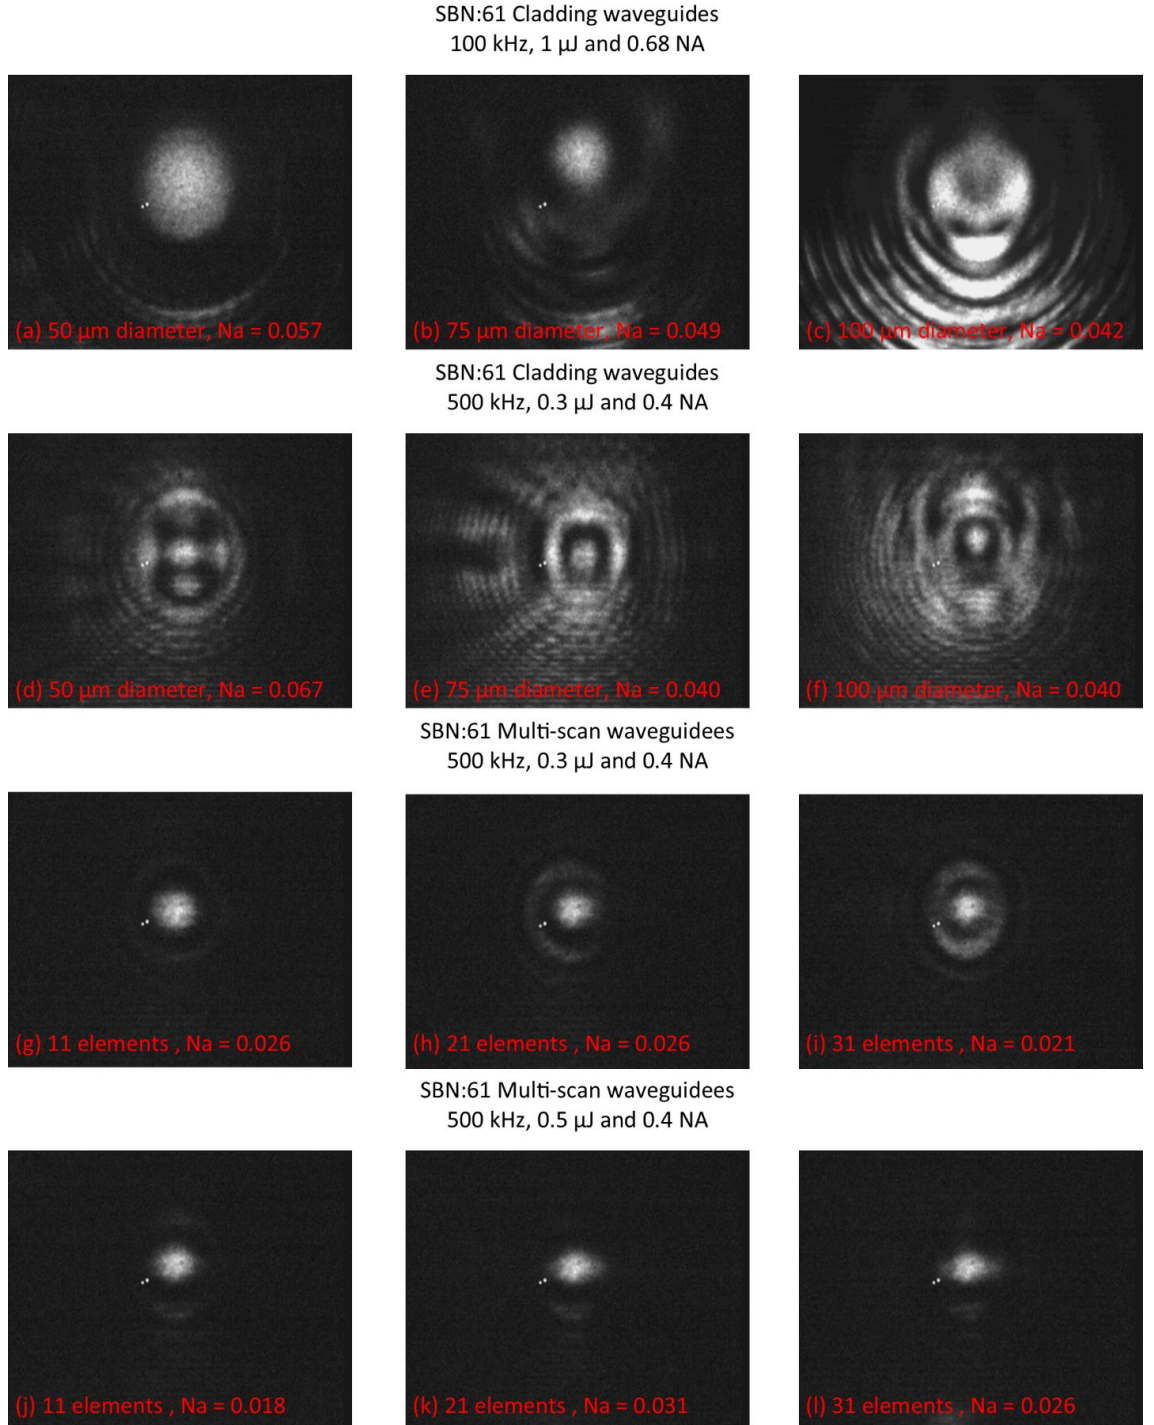 SBN:61 Cladding waveguides
100 kHz, 1 µJ and 0.68 NA
(a) 50 µm diameter, Na = 0.057
(b) 75 µm diameter, Na = 0.049
(c) 100 µm diameter, Na = 0.042
SBN:61 Cladding waveguides
500 kHz, 0.3 µJ and 0.4 NA
(d) 50 µm diameter, Na = 0.067
(e) 75 µm diameter, Na = 0.040
(f) 100 µm diameter, Na = 0.040
SBN:61 Multi-scan waveguidees
500 kHz, 0.3 µJ and 0.4 NA
(g) 11 elements , Na = 0.026
(h) 21 elements , Na = 0.026
(i) 31 elements , Na = 0.021
SBN:61 Multi-scan waveguidees
500 kHz, 0.5 µJ and 0.4 NA
(j) 11 elements , Na = 0.018
(k) 21 elements , Na = 0.031
(l) 31 elements , Na = 0.026